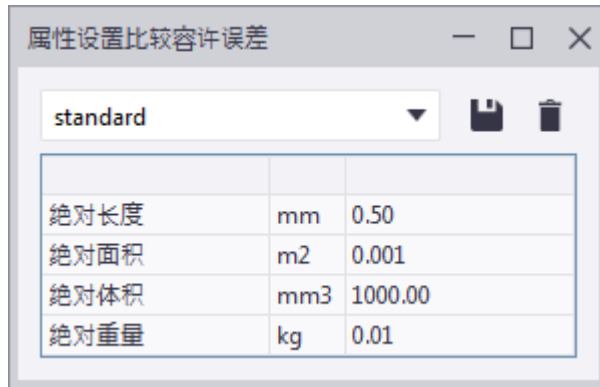 属性设置比较容许误差
standard
绝对长度 mm 0.50
绝对面积 m2 0.001
绝对体积 mm3 1000.00
绝对重量 kg 0.01